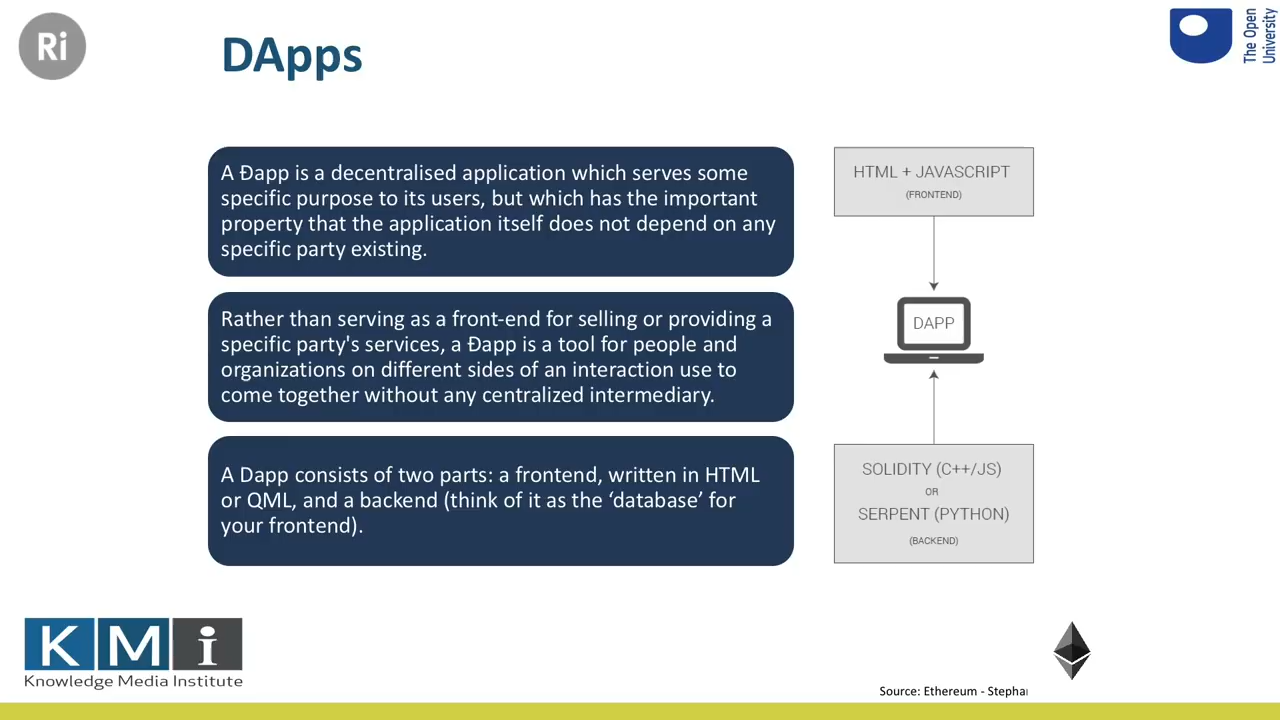 Ri
DApps
The Open
University
A Đapp is a decentralised application which serves some
specific purpose to its users, but which has the important
property that the application itself does not depend on any
specific party existing.
Rather than serving as a front-end for selling or providing a
specific party's services, a Đapp is a tool for people and
organizations on different sides of an interaction use to
come together without any centralized intermediary.
A Dapp consists of two parts: a frontend, written in HTML
or QML, and a backend (think of it as the ‘database’ for
your frontend).
HTML + JAVASCRIPT
(FRONTEND)
DAPP
SOLIDITY (C++/JS)
OR
SERPENT (PYTHON)
(BACKEND)
KMi
Knowledge Media Institute
Source: Ethereum - Stephan